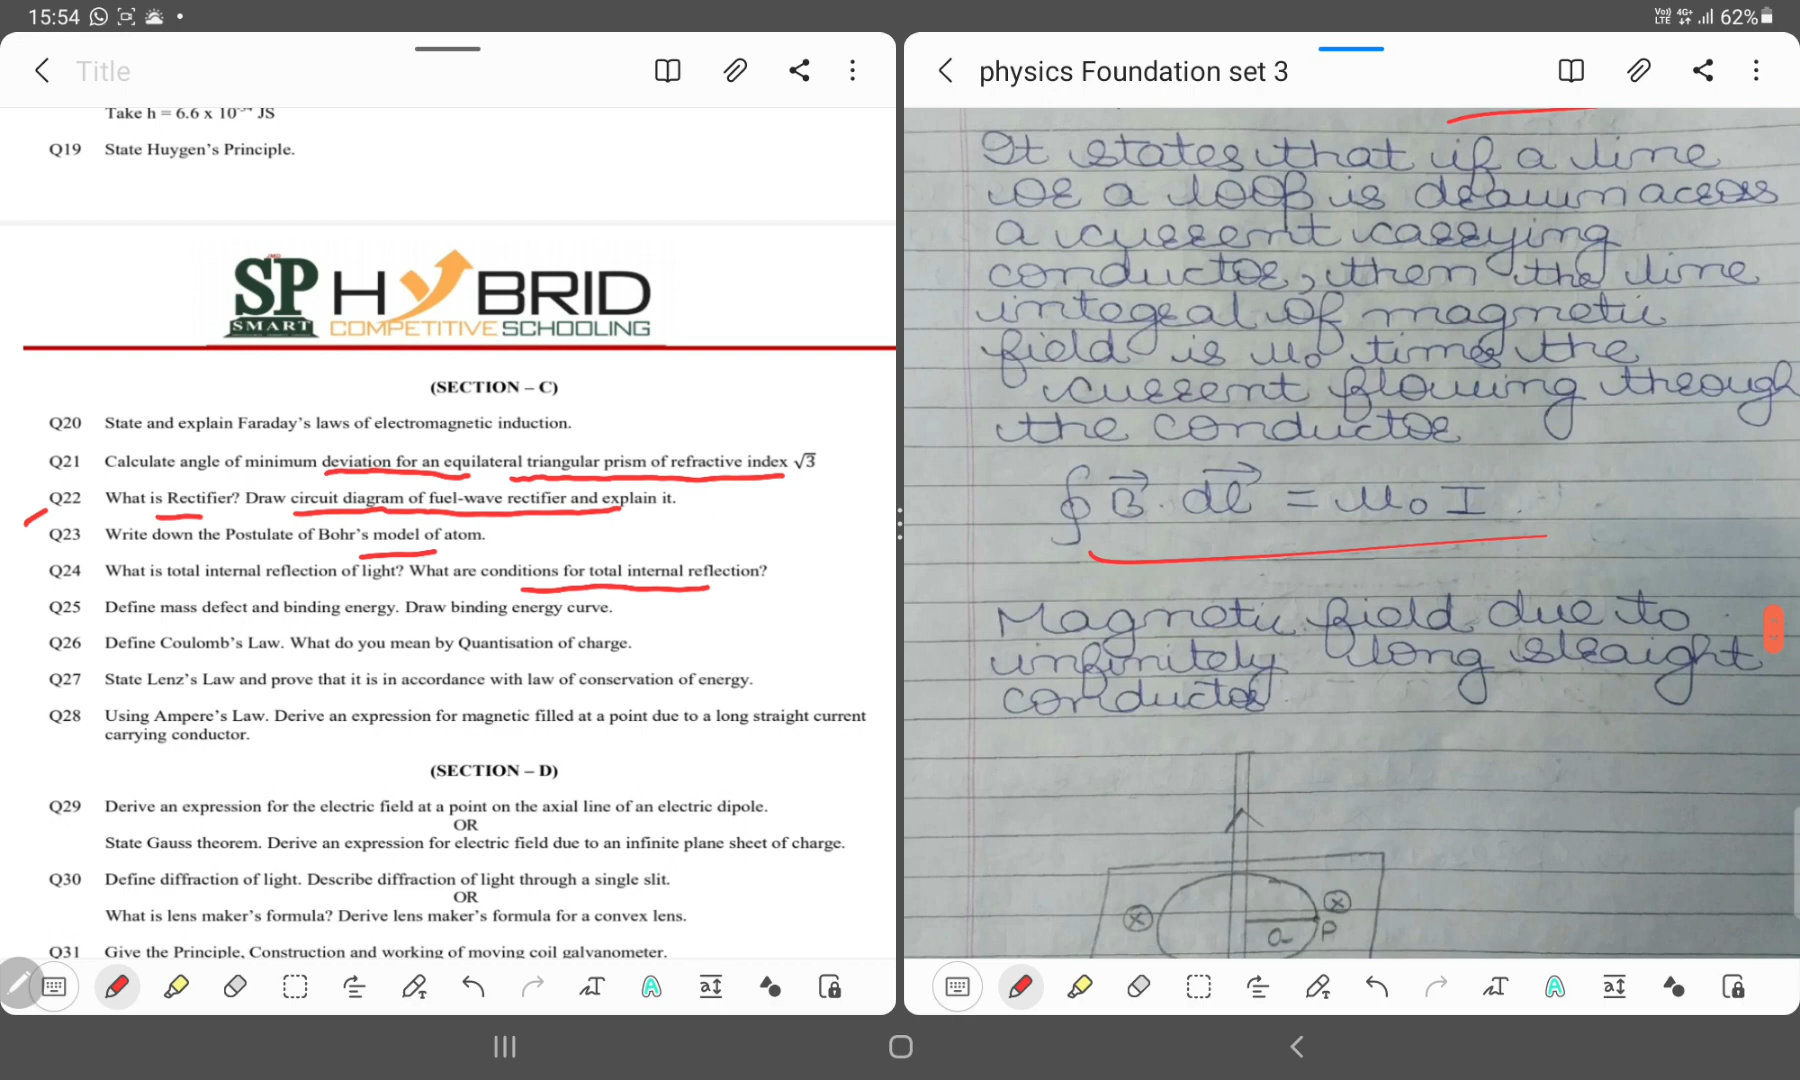 15:54
Vo)) LTE 4G+ 62%
Title
Take h = 6.6 x 10⁻³⁴ JS
Q19 State Huygen's Principle.
SP HYBRID
SMART COMPETITIVE SCHOOLING
(SECTION – C)
Q20 State and explain Faraday's laws of electromagnetic induction.
Q21 Calculate angle of minimum deviation for an equilateral triangular prism of refractive index √3
Q22 What is Rectifier? Draw circuit diagram of fuel-wave rectifier and explain it.
Q23 Write down the Postulate of Bohr's model of atom.
Q24 What is total internal reflection of light? What are conditions for total internal reflection?
Q25 Define mass defect and binding energy. Draw binding energy curve.
Q26 Define Coulomb's Law. What do you mean by Quantisation of charge.
Q27 State Lenz's Law and prove that it is in accordance with law of conservation of energy.
Q28 Using Ampere's Law. Derive an expression for magnetic filled at a point due to a long straight current
carrying conductor.
(SECTION – D)
Q29 Derive an expression for the electric field at a point on the axial line of an electric dipole.
OR
State Gauss theorem. Derive an expression for electric field due to an infinite plane sheet of charge.
Q30 Define diffraction of light. Describe diffraction of light through a single slit.
OR
What is lens maker's formula? Derive lens maker's formula for a convex lens.
Q31 Give the Principle, Construction and working of moving coil galvanometer.
physics Foundation set 3
It states that if a line
or a loop is drawn across
a current carrying
conductor, then the line
integral of magnetic
field is μ₀ times the
current flowing through
the conductor
∮ B⃗ . dl⃗ = μ₀ I
Magnetic field due to
infinitely long straight
conductor
a P